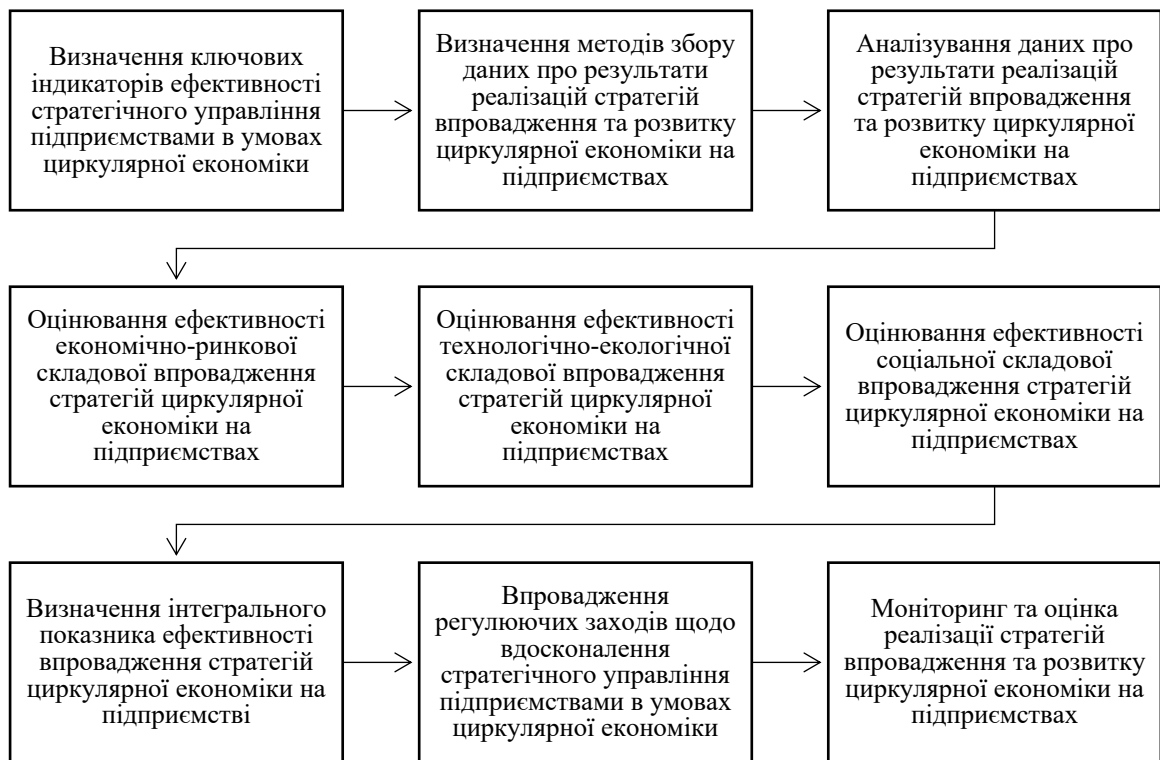 Визначення ключових
індикаторів ефективності
стратегічного управління
підприємствами в умовах
циркулярної економіки
Визначення методів збору
даних про результати
реалізацій стратегій
впровадження та розвитку
циркулярної економіки на
підприємствах
Аналізування даних про
результати реалізацій
стратегій впровадження
та розвитку циркулярної
економіки на
підприємствах
Оцінювання ефективності
економічно-ринкової
складової впровадження
стратегій циркулярної
економіки на
підприємствах
Оцінювання ефективності
технологічно-екологічної
складової впровадження
стратегій циркулярної
економіки на
підприємствах
Оцінювання ефективності
соціальної складової
впровадження стратегій
циркулярної економіки на
підприємствах
Визначення інтегрального
показника ефективності
впровадження стратегій
циркулярної економіки на
підприємстві
Впровадження
регулюючих заходів щодо
вдосконалення
стратегічного управління
підприємствами в умовах
циркулярної економіки
Моніторинг та оцінка
реалізації стратегій
впровадження та розвитку
циркулярної економіки на
підприємствах